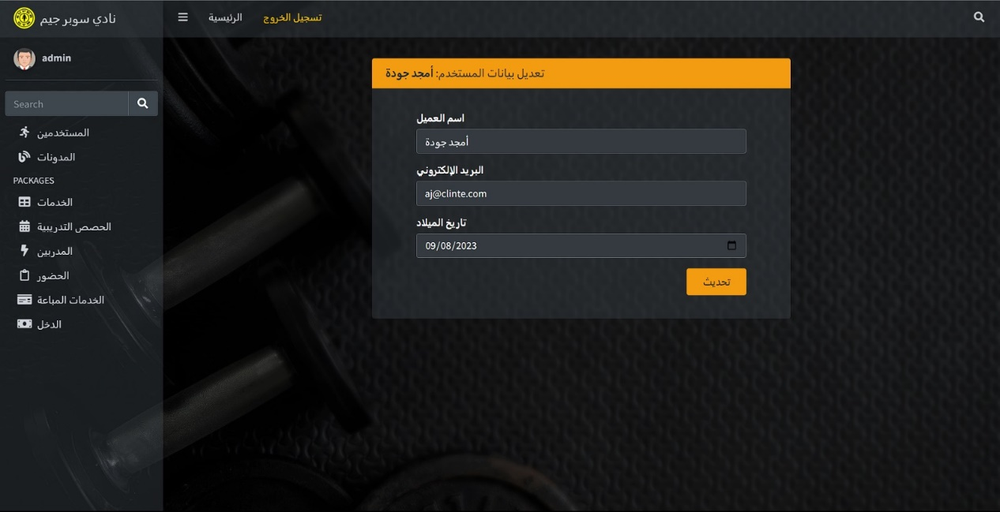 نادي سوبر جيم
الرئيسية
تسجيل الخروج
admin
Search
المستخدمين
المدونات
PACKAGES
الخدمات
الحصص التدريبية
المدربين
الحضور
الخدمات المباعة
الدخل
تعديل بيانات المستخدم: أمجد جودة
اسم العميل
أمجد جودة
البريد الإلكتروني
aj@clinte.com
تاريخ الميلاد
09/08/2023
تحديث